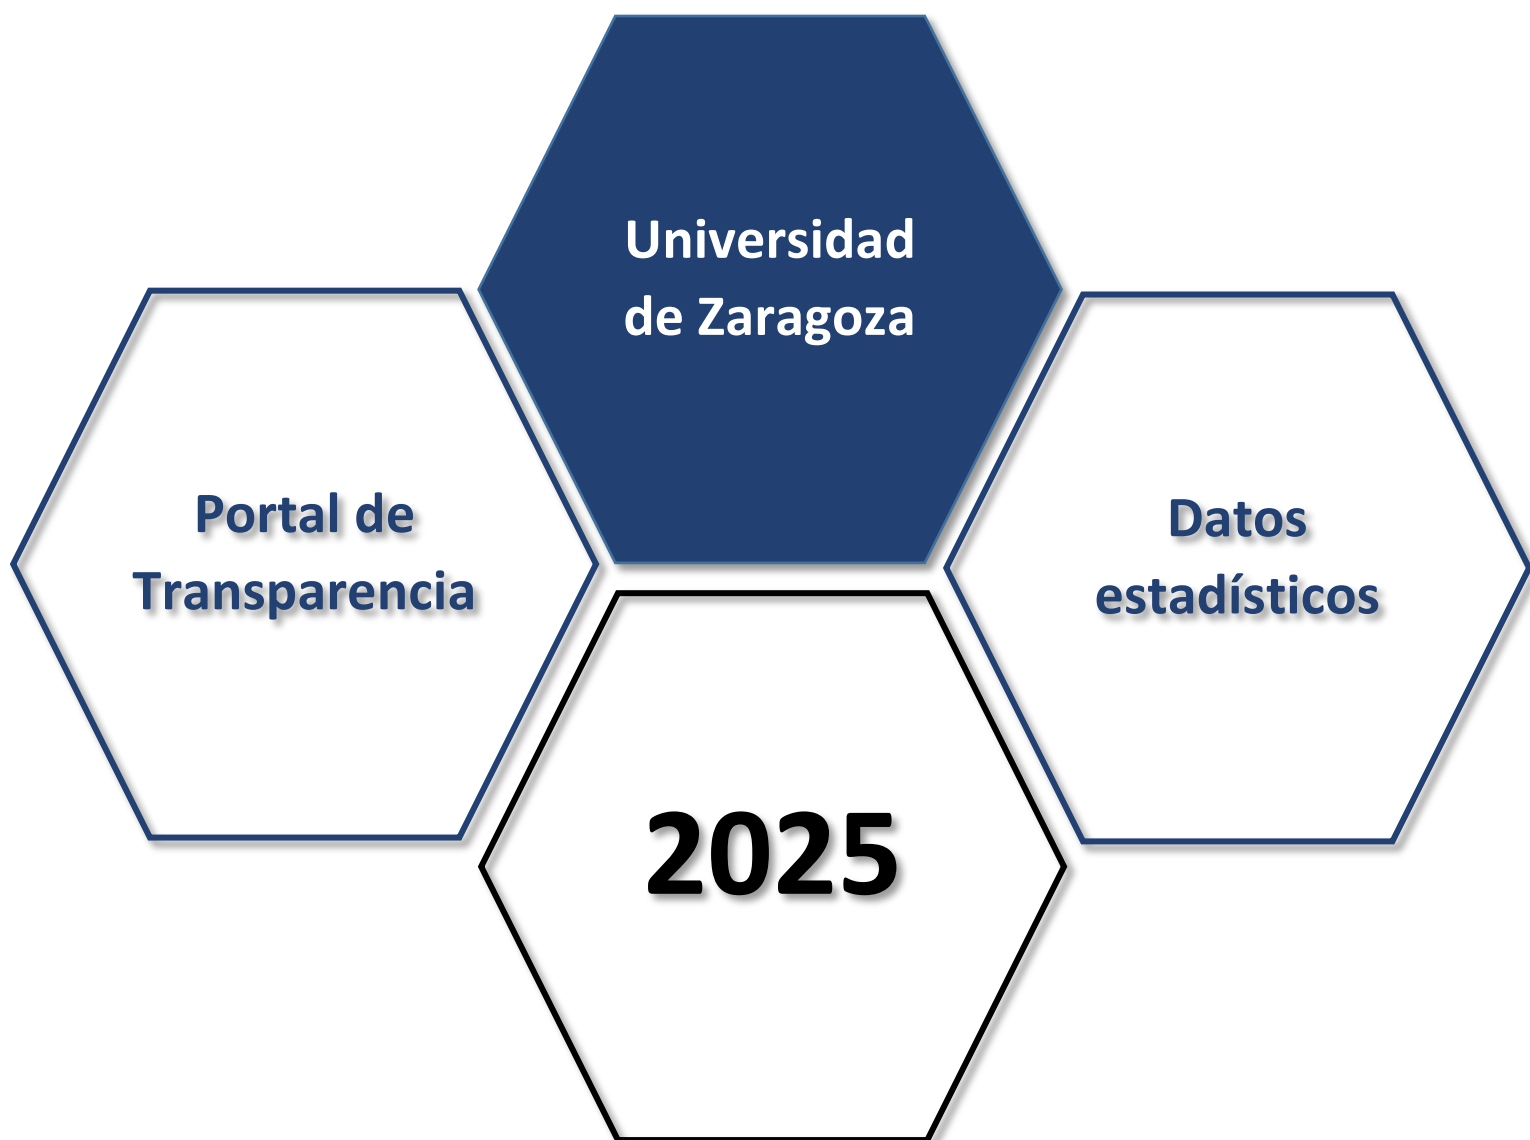 Universidad
de Zaragoza
Portal de
Transparencia
Datos
estadísticos
2025